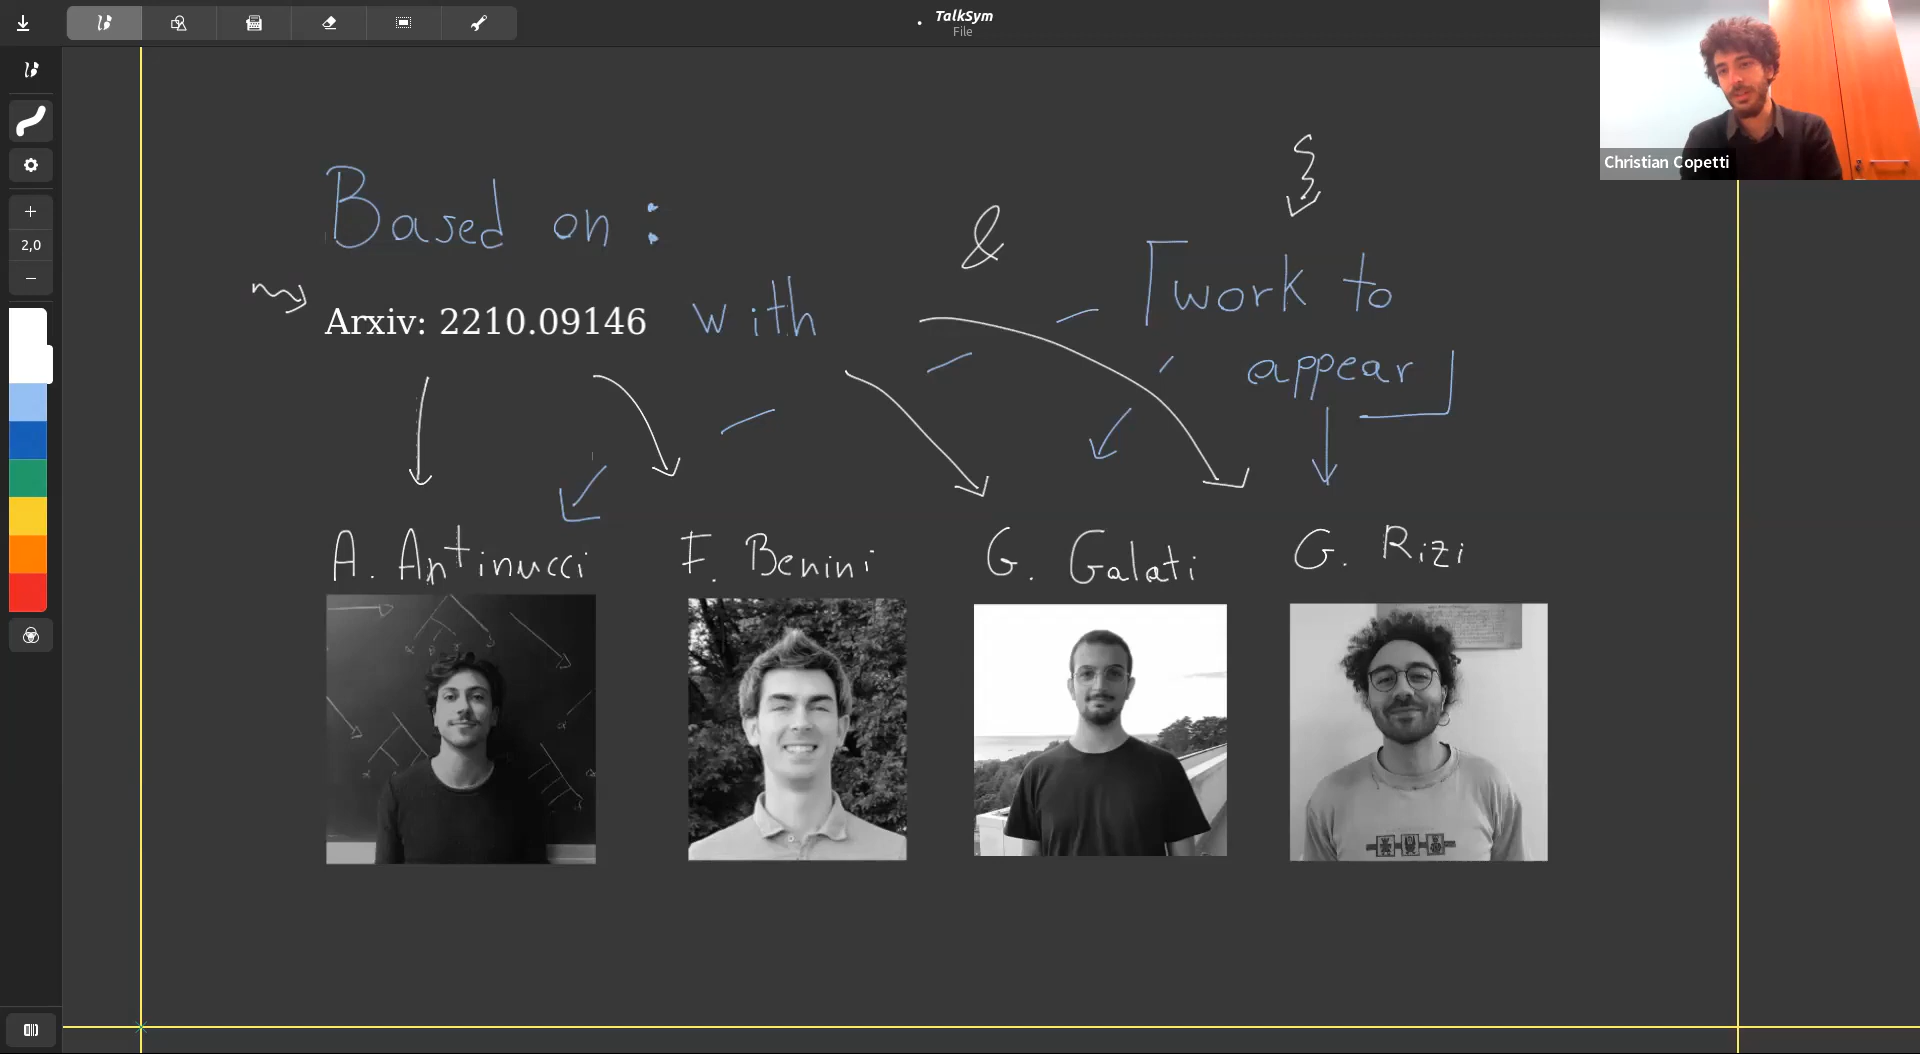 TalkSym
File
Christian Copetti
2,0
Based on:
&
work to
appear
Arxiv: 2210.09146 with
A. Antinucci
F. Benini
G. Galati
G. Rizi